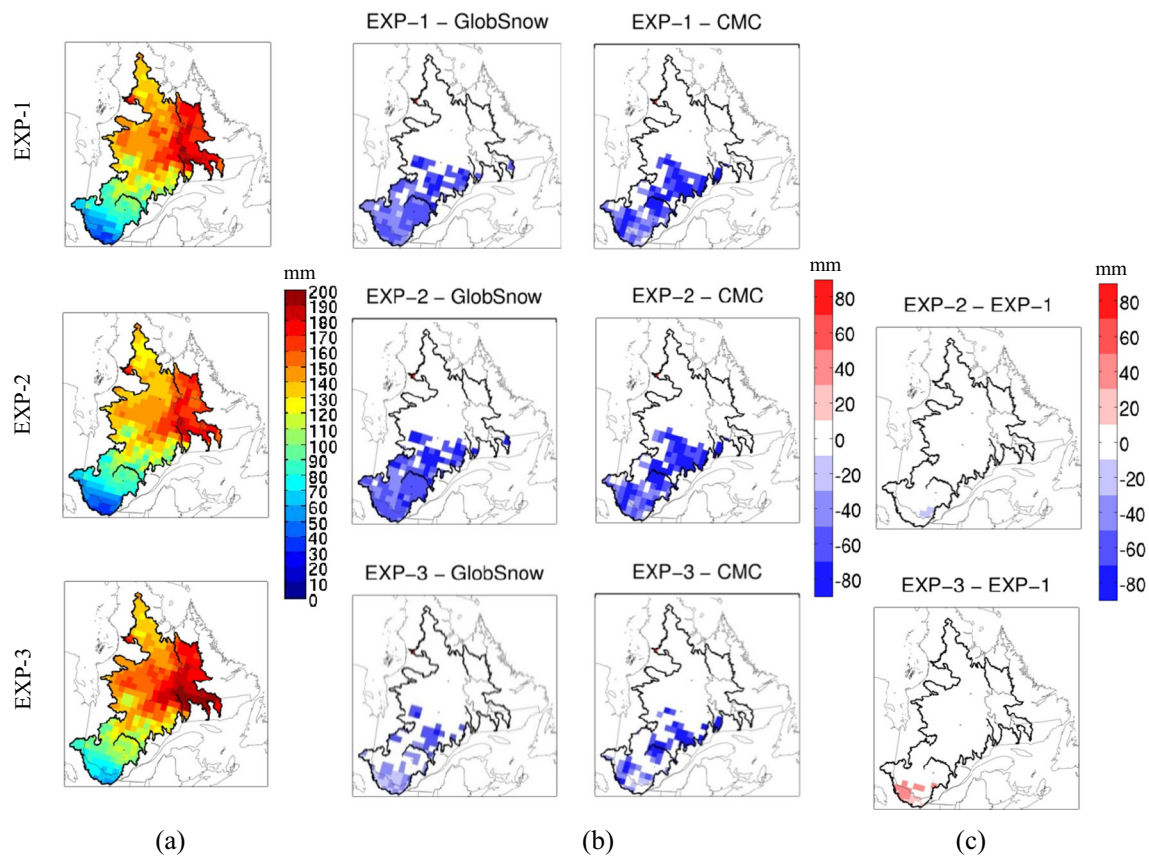 EXP-1 – GlobSnow
EXP-1 – CMC
EXP-1
mm
200
190
180
170
160
150
140
130
120
110
100
90
80
70
60
50
40
30
20
10
0
EXP-2
EXP-2 – GlobSnow
EXP-2 – CMC
mm
80
60
40
20
0
-20
-40
-60
-80
EXP-2 – EXP-1
mm
80
60
40
20
0
-20
-40
-60
-80
EXP-3
EXP-3 – GlobSnow
EXP-3 – CMC
EXP-3 – EXP-1
(a)
(b)
(c)